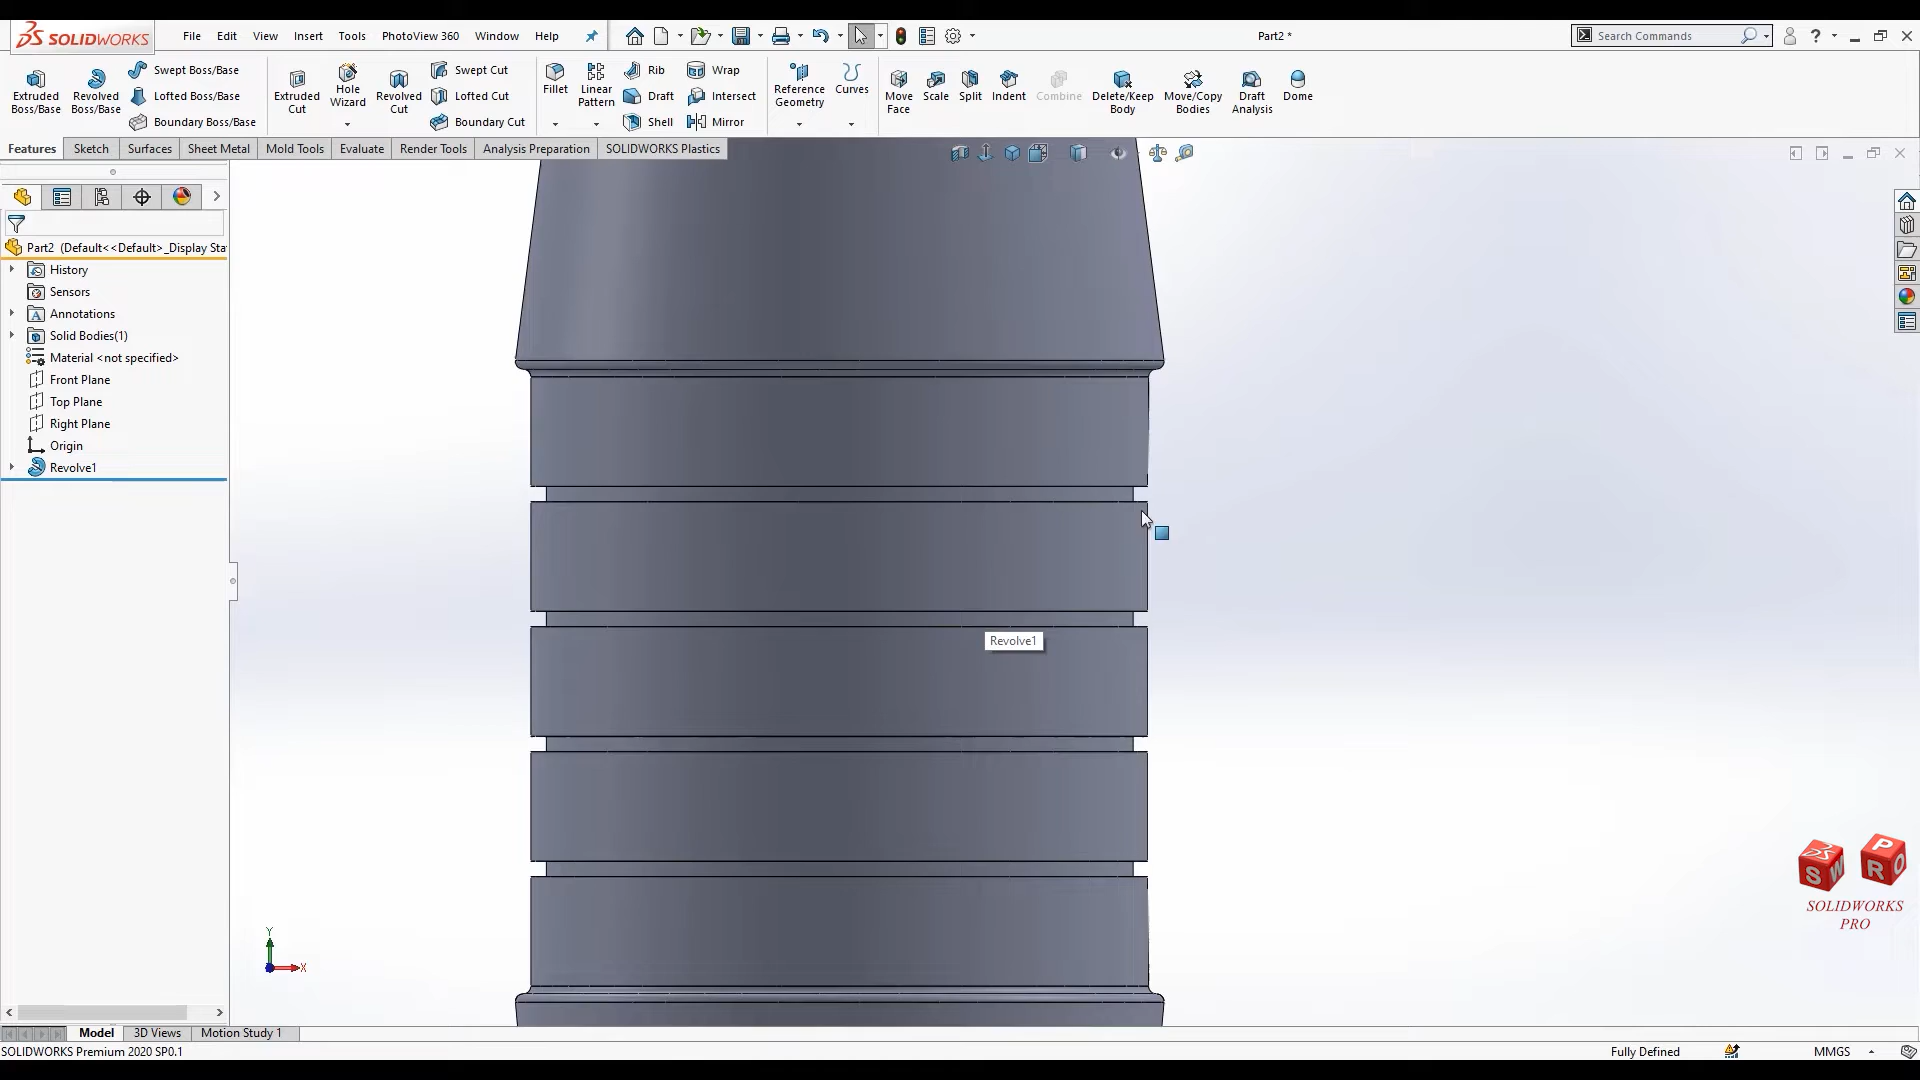 SOLIDWORKS
File Edit View Insert Tools PhotoView 360 Window Help
Part2 *
Search Commands
Extruded Boss/Base
Revolved Boss/Base
Swept Boss/Base
Lofted Boss/Base
Boundary Boss/Base
Extruded Cut
Hole Wizard
Revolved Cut
Swept Cut
Lofted Cut
Boundary Cut
Fillet
Linear Pattern
Rib
Draft
Shell
Wrap
Intersect
Mirror
Reference Geometry
Curves
Move Face
Scale
Split
Indent
Combine
Delete/Keep Body
Move/Copy Bodies
Draft Analysis
Dome
Features Sketch Surfaces Sheet Metal Mold Tools Evaluate Render Tools Analysis Preparation SOLIDWORKS Plastics
Part2 (Default<<Default>_Display Sta
History
Sensors
A Annotations
Solid Bodies(1)
Material <not specified>
Front Plane
Top Plane
Right Plane
Origin
Revolve1
Revolve1
Y
X
S W P R O
SOLIDWORKS
PRO
Model 3D Views Motion Study 1
SOLIDWORKS Premium 2020 SP0.1
Fully Defined
MMGS